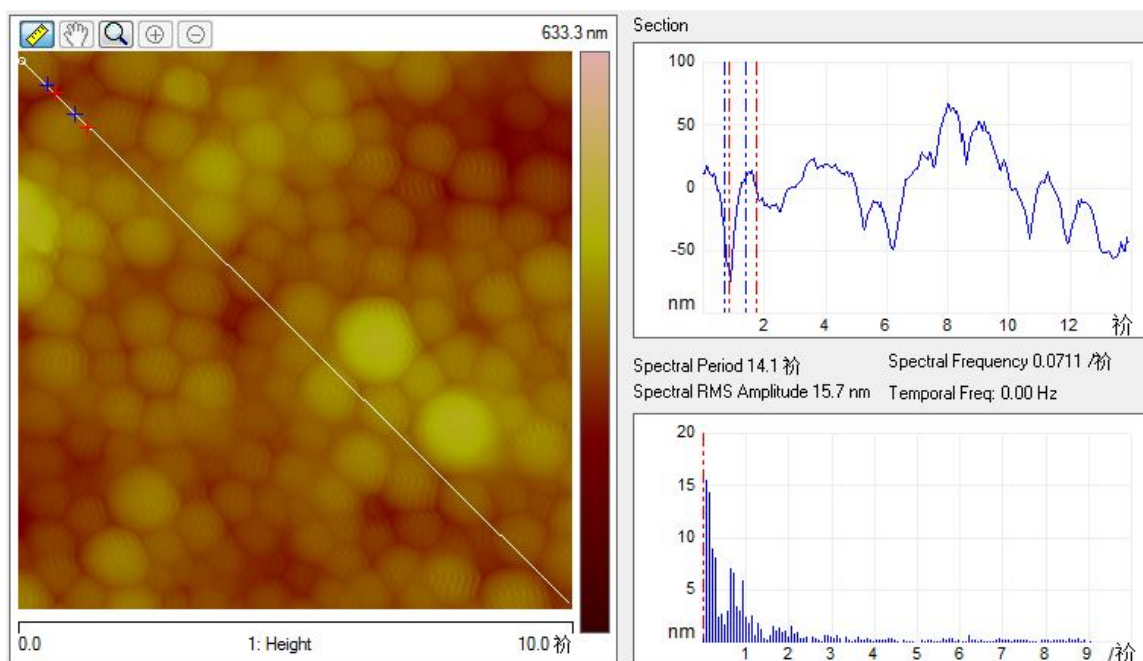 633.3 nm
0.0
1: Height
10.0 祄
Section
100
50
0
-50
nm
2
4
6
8
10
12
祄
Spectral Period 14.1 祄
Spectral Frequency 0.0711 /祄
Spectral RMS Amplitude 15.7 nm
Temporal Freq: 0.00 Hz
20
15
10
5
nm
1
2
3
4
5
6
7
8
9
/祄